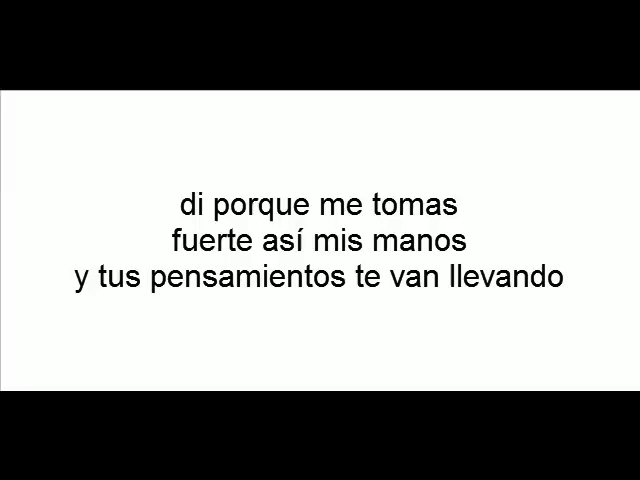 di porque me tomas
fuerte así mis manos
y tus pensamientos te van llevando